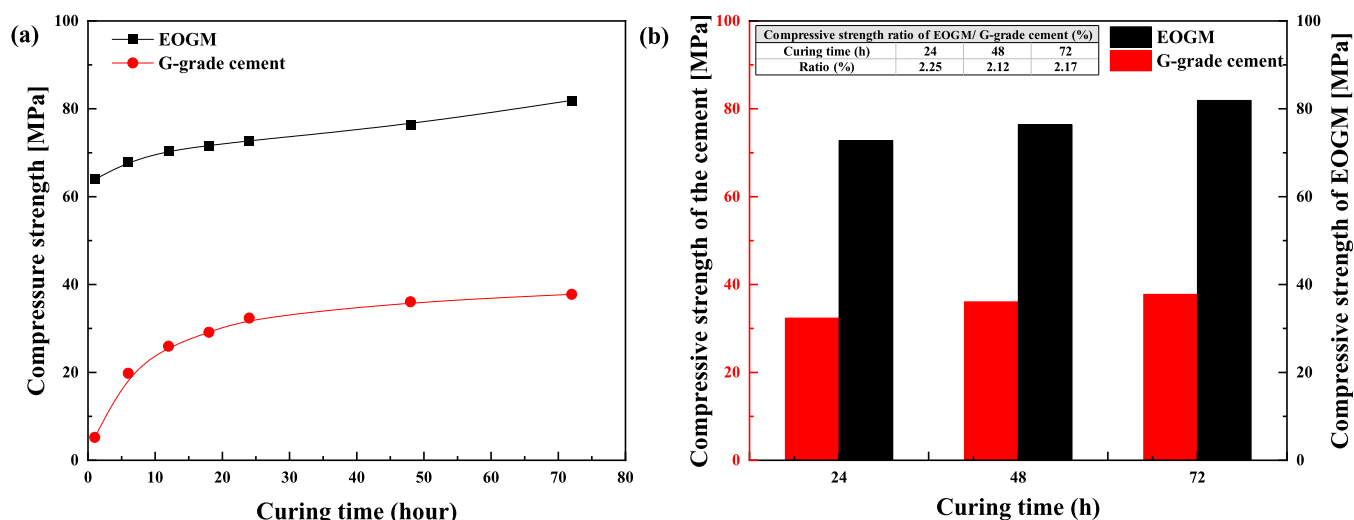 (a)
EOGM
G-grade cement
Compressure strength [MPa]
100
80
60
40
20
0
0 10 20 30 40 50 60 70 80
Curing time (hour)
(b)
Compressive strength ratio of EOGM/ G-grade cement (%)
Curing time (h) 24 48 72
Ratio (%) 2.25 2.12 2.17
EOGM
G-grade cement
Compressive strength of the cement [MPa]
100
80
60
40
20
0
24 48 72
Curing time (h)
100
80
60
40
20
0
Compressive strength of EOGM [MPa]